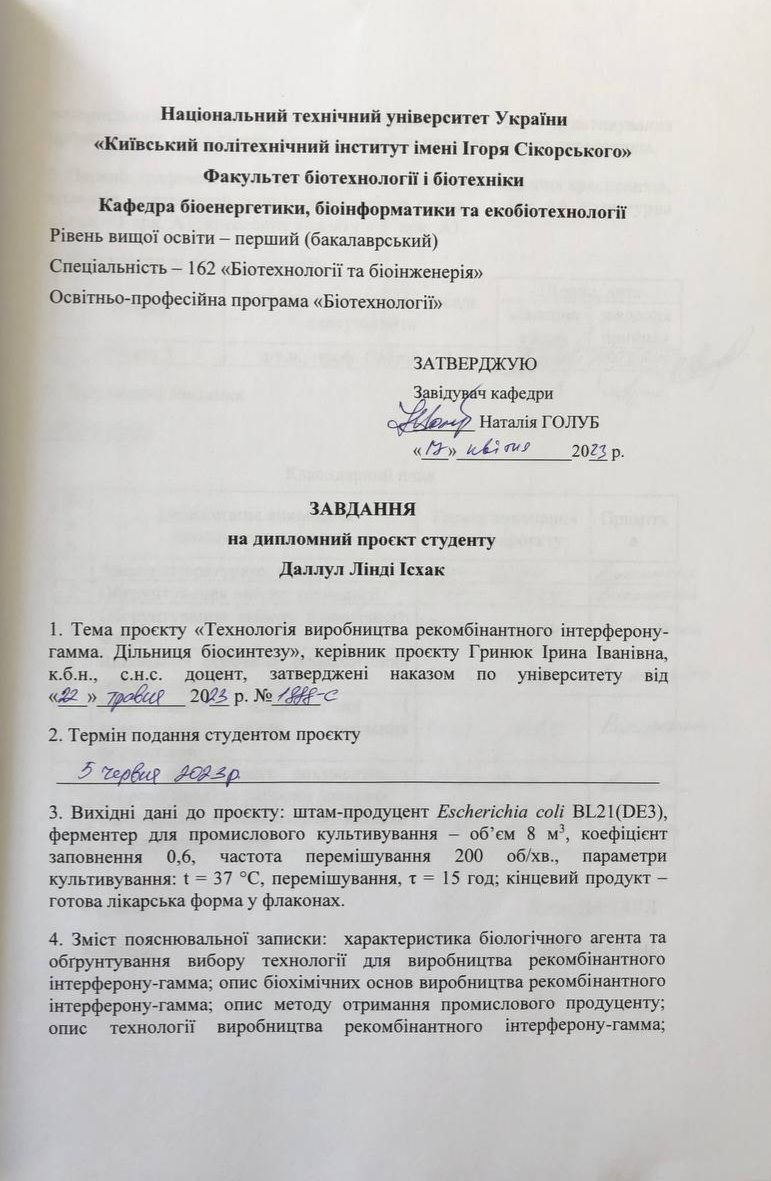 Національний технічний університет України
«Київський політехнічний інститут імені Ігоря Сікорського»
Факультет біотехнології і біотехніки
Кафедра біоенергетики, біоінформатики та екобіотехнології
Рівень вищої освіти – перший (бакалаврський)
Спеціальність – 162 «Біотехнології та біоінженерія»
Освітньо-професійна програма «Біотехнології»
ЗАТВЕРДЖУЮ
Завідувач кафедри
Наталія ГОЛУБ
«17» квітня 2023 р.
ЗАВДАННЯ
на дипломний проєкт студенту
Даллул Лінді Ісхак
1. Тема проєкту «Технологія виробництва рекомбінантного інтерферону-
гамма. Дільниця біосинтезу», керівник проєкту Гринюк Ірина Іванівна,
к.б.н., с.н.с. доцент, затверджені наказом по університету від
«22» травня 2023 р. №
2. Термін подання студентом проєкту
5 червня 2023р.
3. Вихідні дані до проєкту: штам-продуцент Escherichia coli BL21(DE3),
ферментер для промислового культивування – об’єм 8 м³, коефіцієнт
заповнення 0,6, частота перемішування 200 об/хв., параметри
культивування: t = 37 °C, перемішування, τ = 15 год; кінцевий продукт –
готова лікарська форма у флаконах.
4. Зміст пояснювальної записки: характеристика біологічного агента та
обґрунтування вибору технології для виробництва рекомбінантного
інтерферону-гамма; опис біохімічних основ виробництва рекомбінантного
інтерферону-гамма; опис методу отримання промислового продуценту;
опис технології виробництва рекомбінантного інтерферону-гамма;